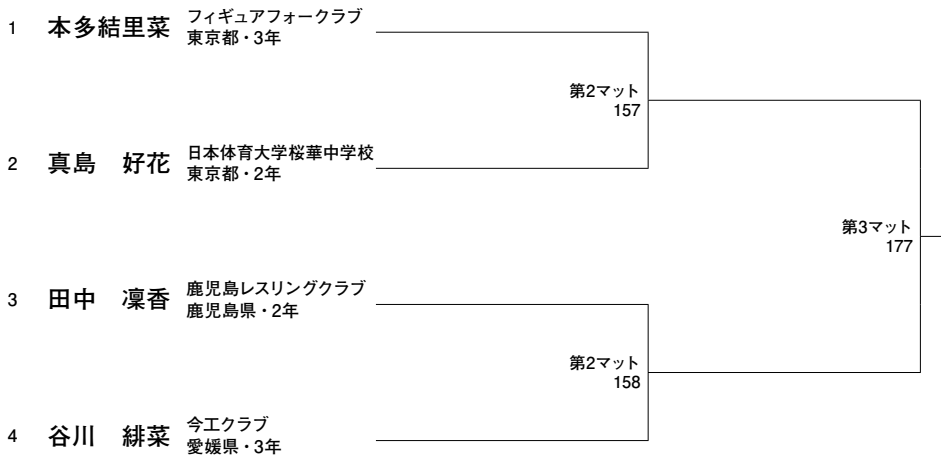 1 本多結里菜 フィギュアフォークラブ
東京都・3年
第2マット
157
2 真島　好花 日本体育大学桜華中学校
東京都・2年
第3マット
177
3 田中　凜香 鹿児島レスリングクラブ
鹿児島県・2年
第2マット
158
4 谷川　緋菜 今工クラブ
愛媛県・3年